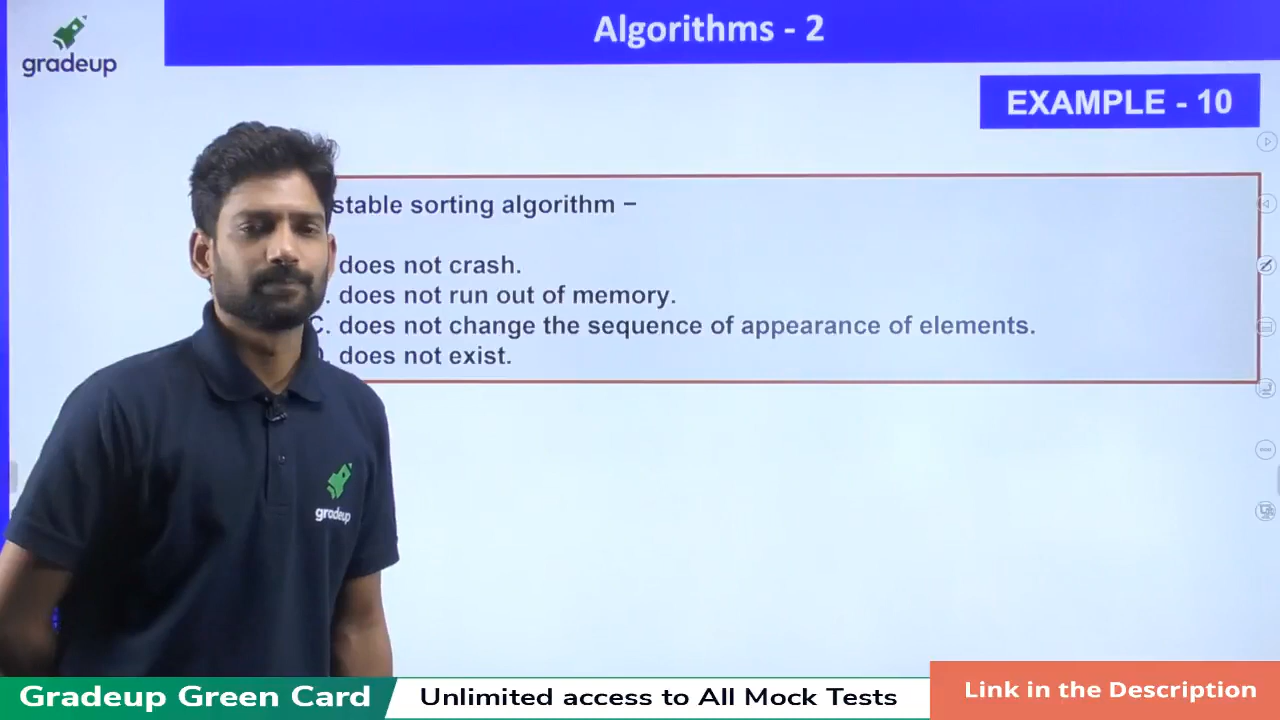 gradeup
Algorithms - 2
EXAMPLE - 10
stable sorting algorithm –
does not crash.
. does not run out of memory.
C. does not change the sequence of appearance of elements.
. does not exist.
gradeup
Gradeup Green Card
Unlimited access to All Mock Tests
Link in the Description